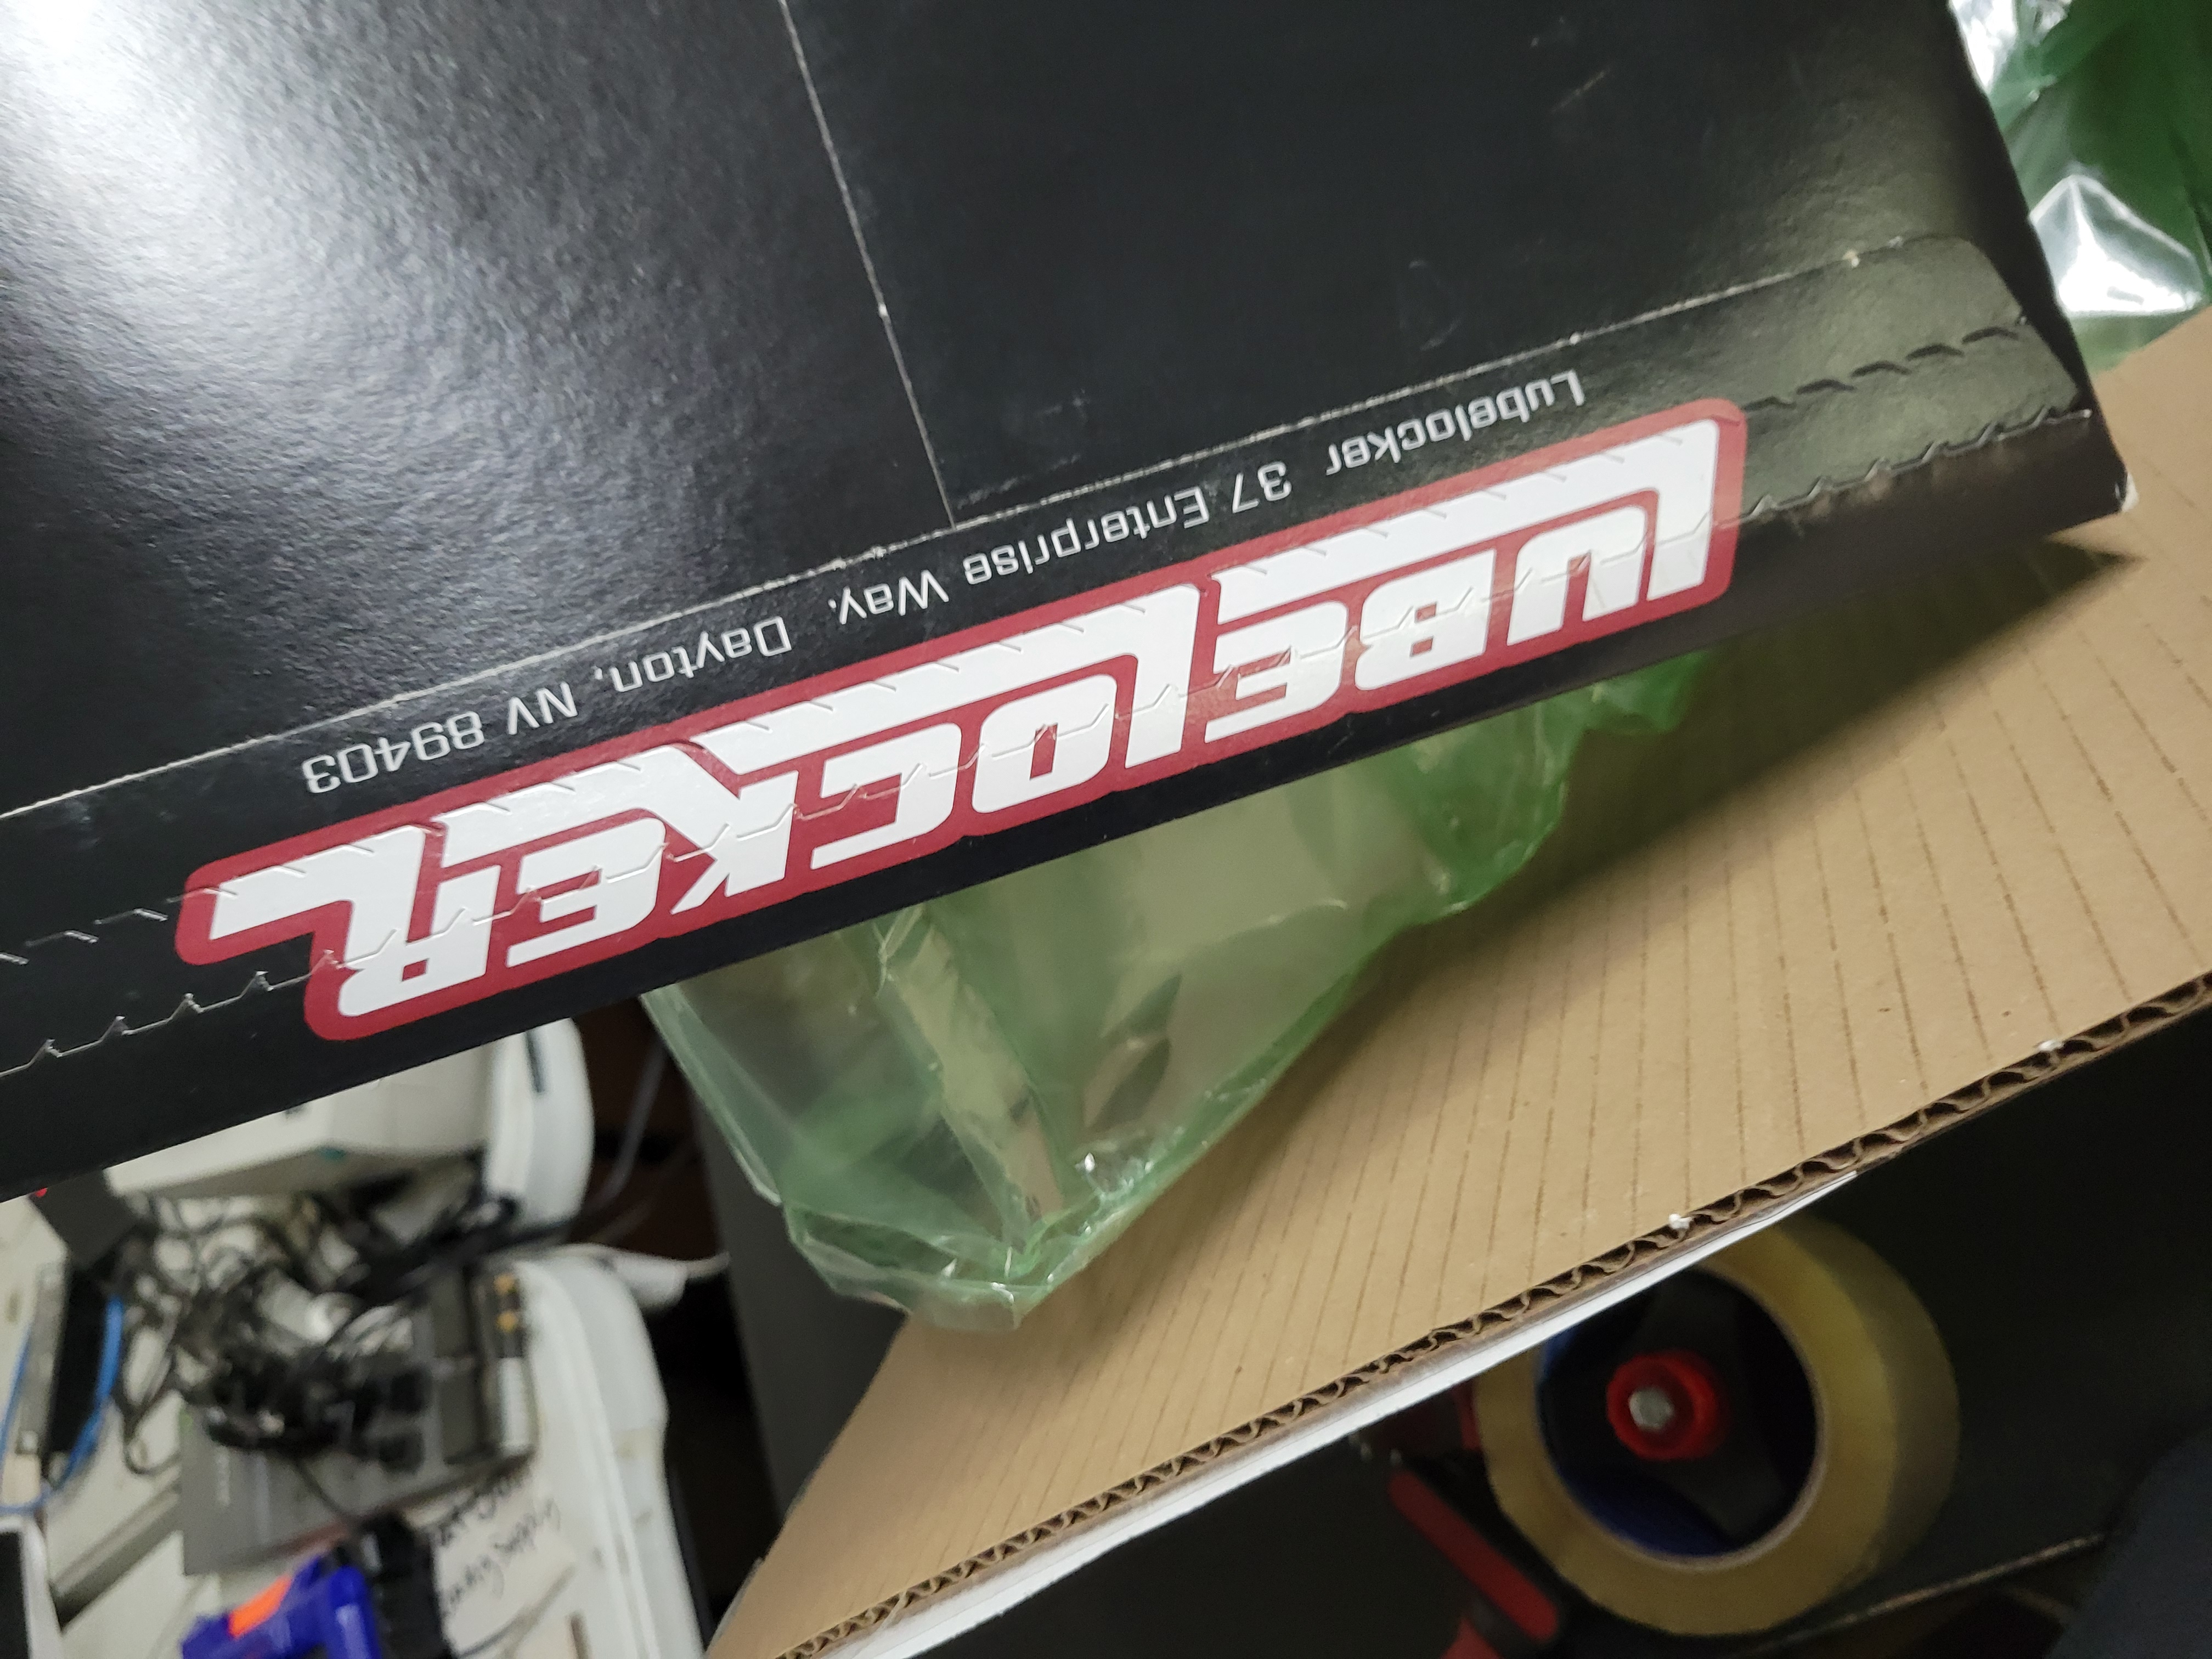 LUBELOCKER
Lubelocker 37 Enterprise Way, Dayton, NV 89403